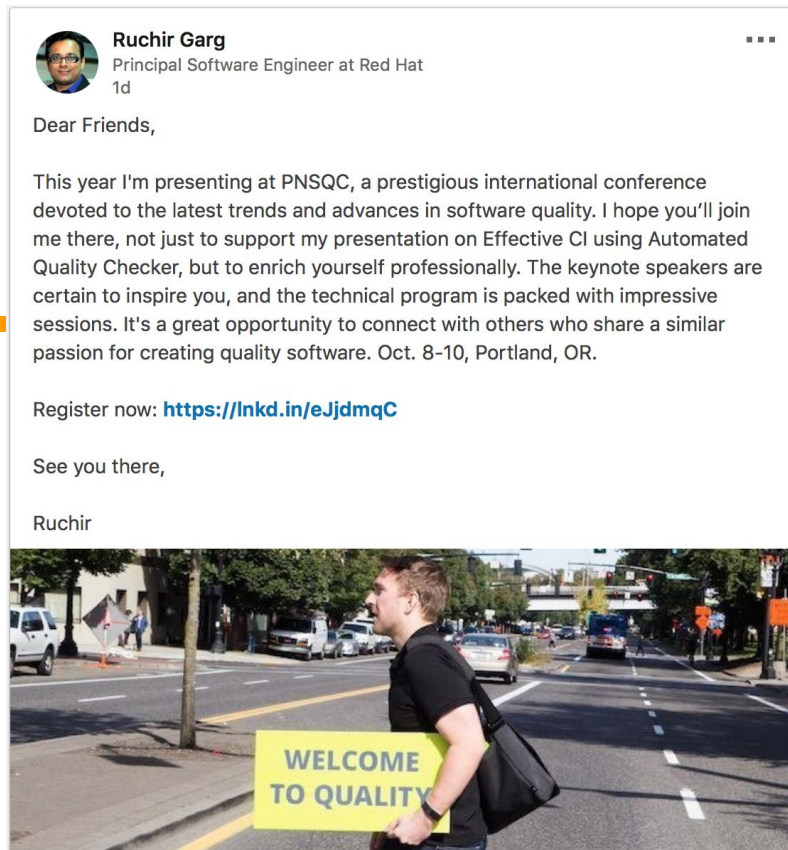 Ruchir Garg
Principal Software Engineer at Red Hat
1d
Dear Friends,
This year I'm presenting at PNSQC, a prestigious international conference
devoted to the latest trends and advances in software quality. I hope you’ll join
me there, not just to support my presentation on Effective CI using Automated
Quality Checker, but to enrich yourself professionally. The keynote speakers are
certain to inspire you, and the technical program is packed with impressive
sessions. It's a great opportunity to connect with others who share a similar
passion for creating quality software. Oct. 8-10, Portland, OR.
Register now: https://lnkd.in/eJjdmqC
See you there,
Ruchir
WELCOME
TO QUALITY